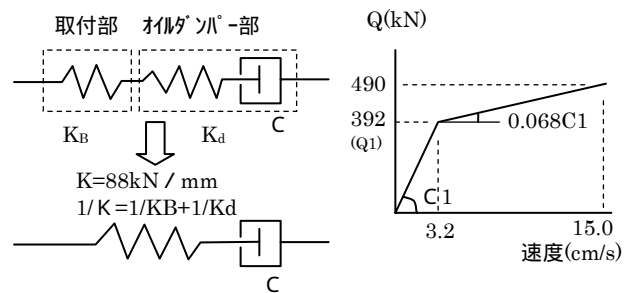 取付部 オイルダンパー部
KB Kd C
K=88kN／mm
1/K=1/KB+1/Kd
C
Q(kN)
490
392
(Q1)
0.068C1
C1
3.2 15.0
速度(cm/s)